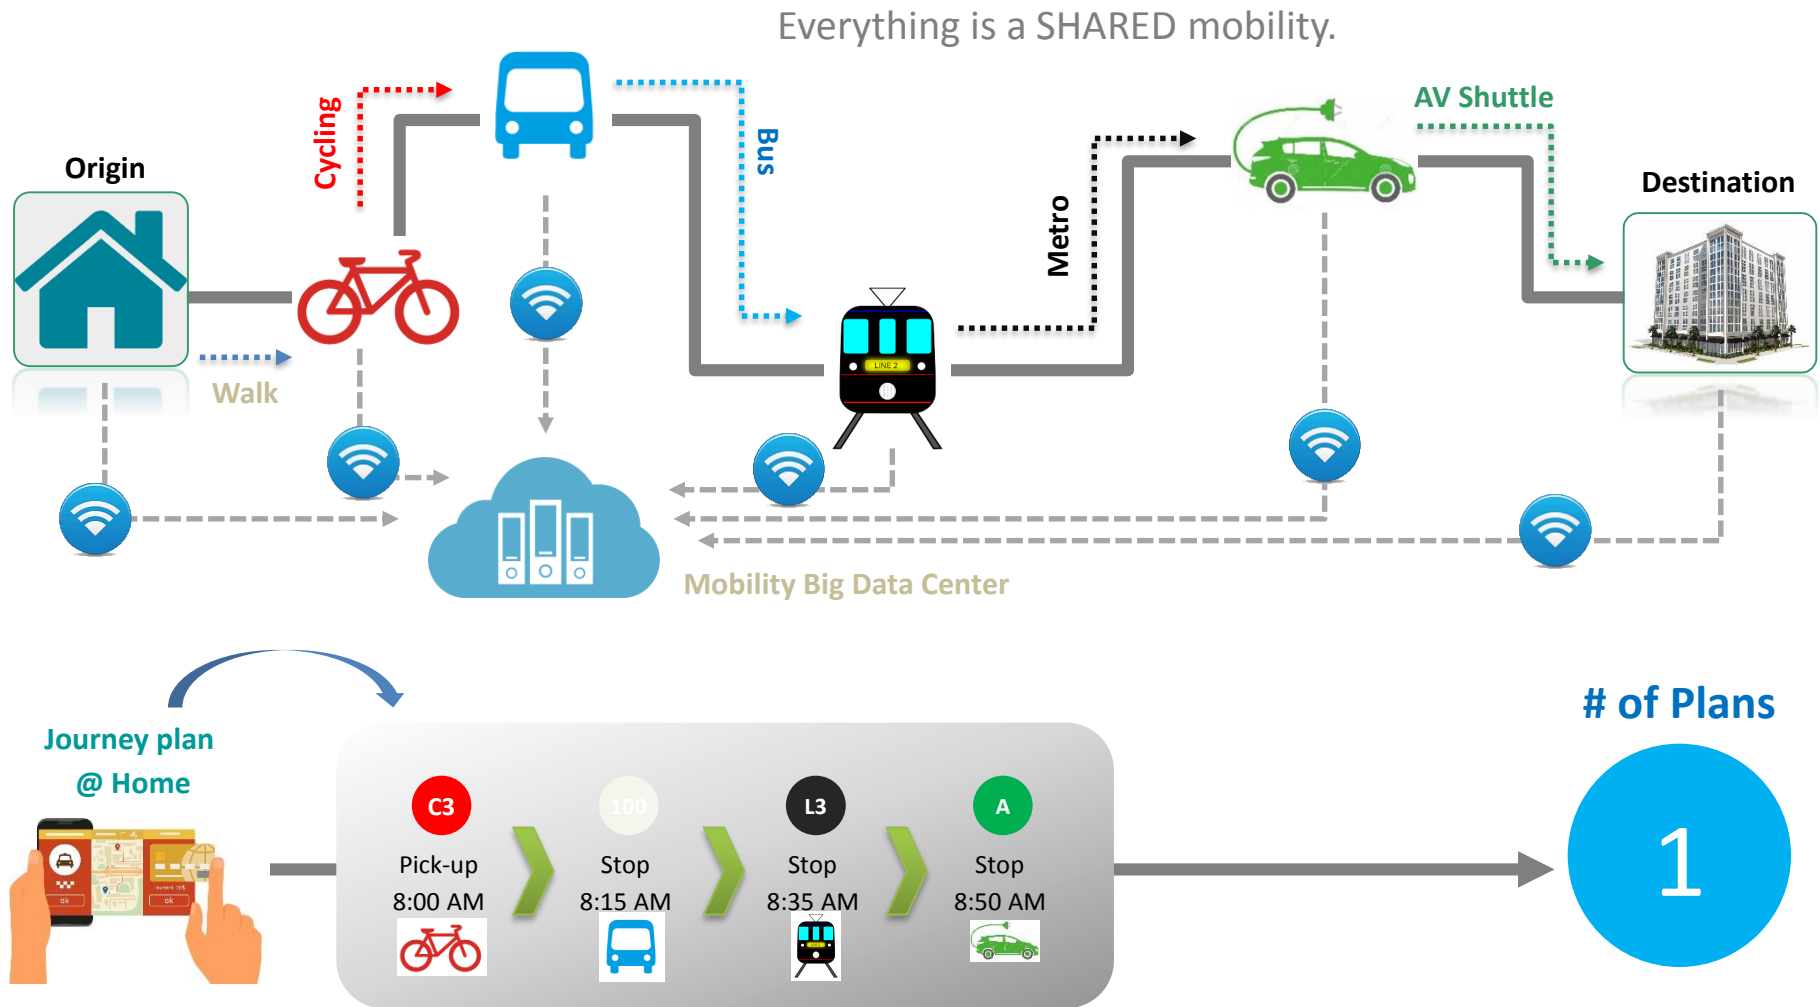 Everything is a SHARED mobility.
Origin
Cycling
Bus
Metro
AV Shuttle
Destination
Walk
LINE 2
Mobility Big Data Center
Journey plan
@ Home
ok
ok
C3
Pick-up
8:00 AM
100
Stop
8:15 AM
L3
Stop
8:35 AM
A
Stop
8:50 AM
# of Plans
1